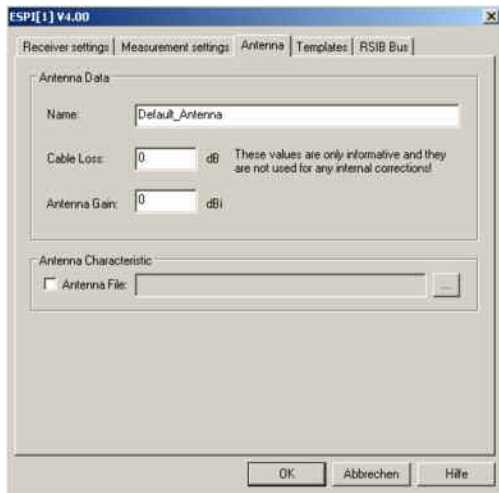 ESPI[1] V4.00
Receiver settings Measurement settings Antenna Templates RSIB Bus
Antenna Data
Name: Default_Antenna
Cable Loss: 0 dB These values are only informative and they
are not used for any internal corrections!
Antenna Gain: 0 dBi
Antenna Characteristic
Antenna File: ...
OK Abbrechen Hilfe